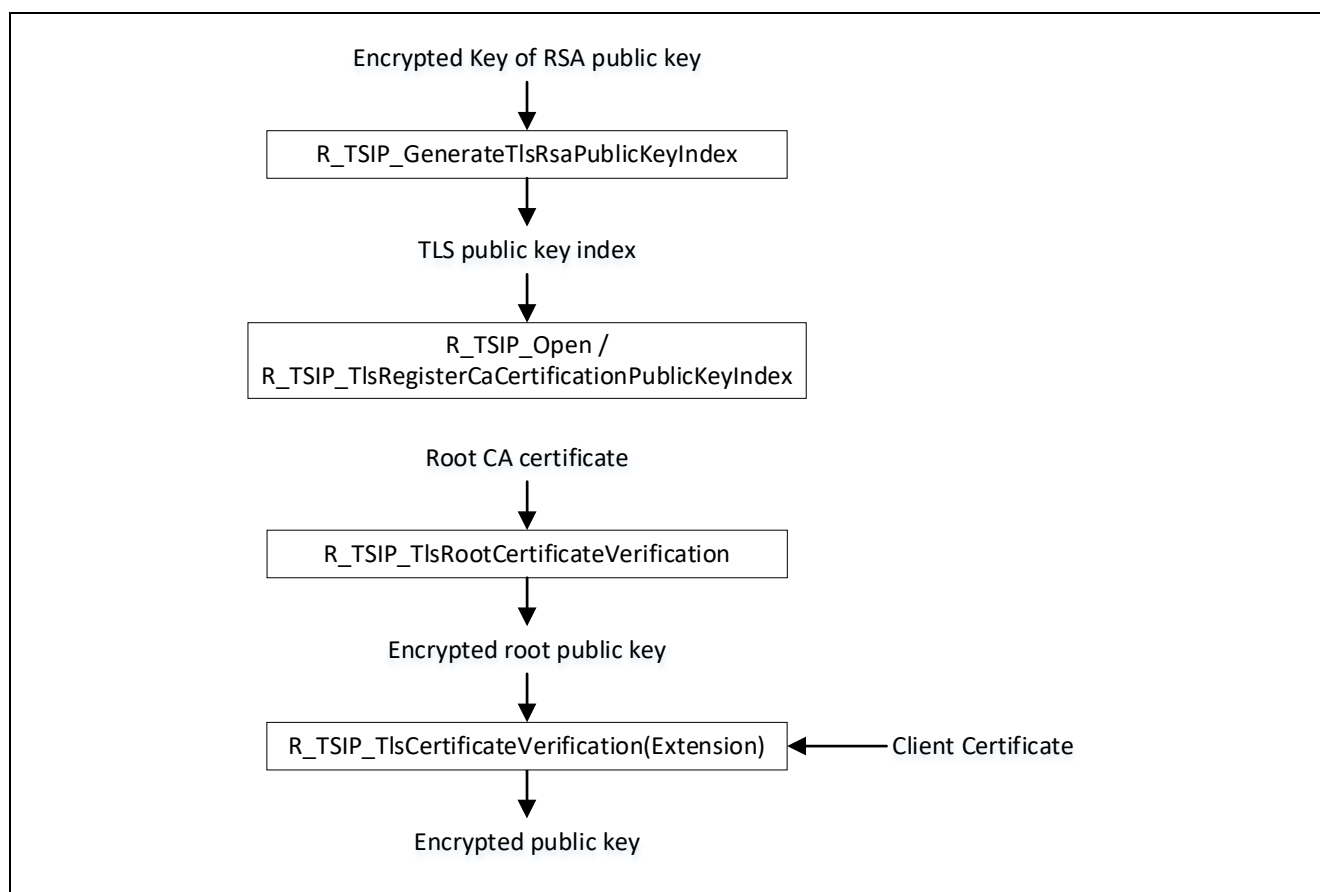 Encrypted Key of RSA public key
R_TSIP_GenerateTlsRsaPublicKeyIndex
TLS public key index
R_TSIP_Open /
R_TSIP_TlsRegisterCaCertificationPublicKeyIndex
Root CA certificate
R_TSIP_TlsRootCertificateVerification
Encrypted root public key
R_TSIP_TlsCertificateVerification(Extension)
Client Certificate
Encrypted public key